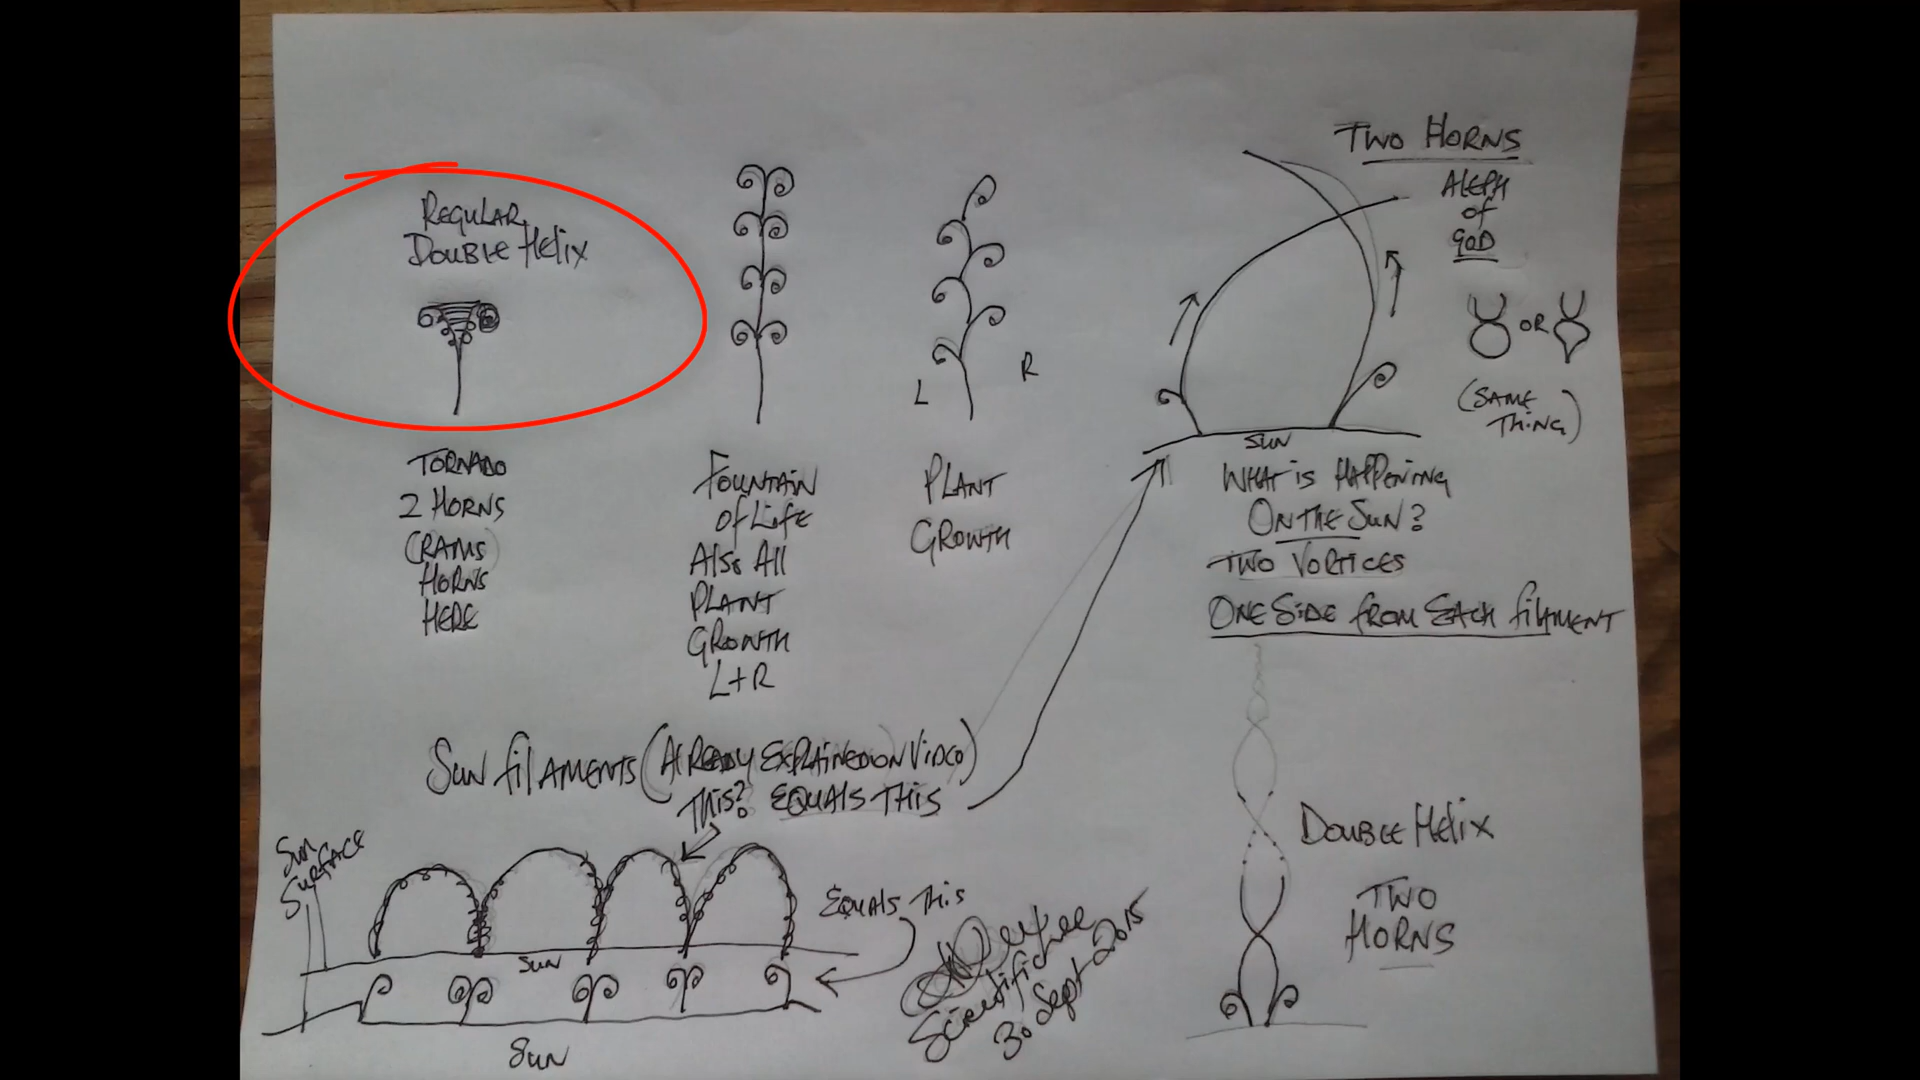 REGULAR
DOUBLE HELIX
TORNADO
2 HORNS
(RAMS)
HORNS
HERE
FOUNTAIN
OF LIFE
ALSO ALL
PLANT
GROWTH
L+R
L
R
PLANT
GROWTH
TWO HORNS
ALEPH
OF
GOD
OR
(SAME
THING)
SUN
WHAT IS HAPPENING
ON THE SUN?
TWO VORTICES
ONE SIDE FROM EACH FILAMENT
SUN FILAMENTS (ALREADY EXPLAINED ON VIDEO)
THIS? EQUALS THIS
SUN
SURFACE
SUN
EQUALS THIS
SUN
Scientific
30 Sept 2015
DOUBLE HELIX
TWO
HORNS